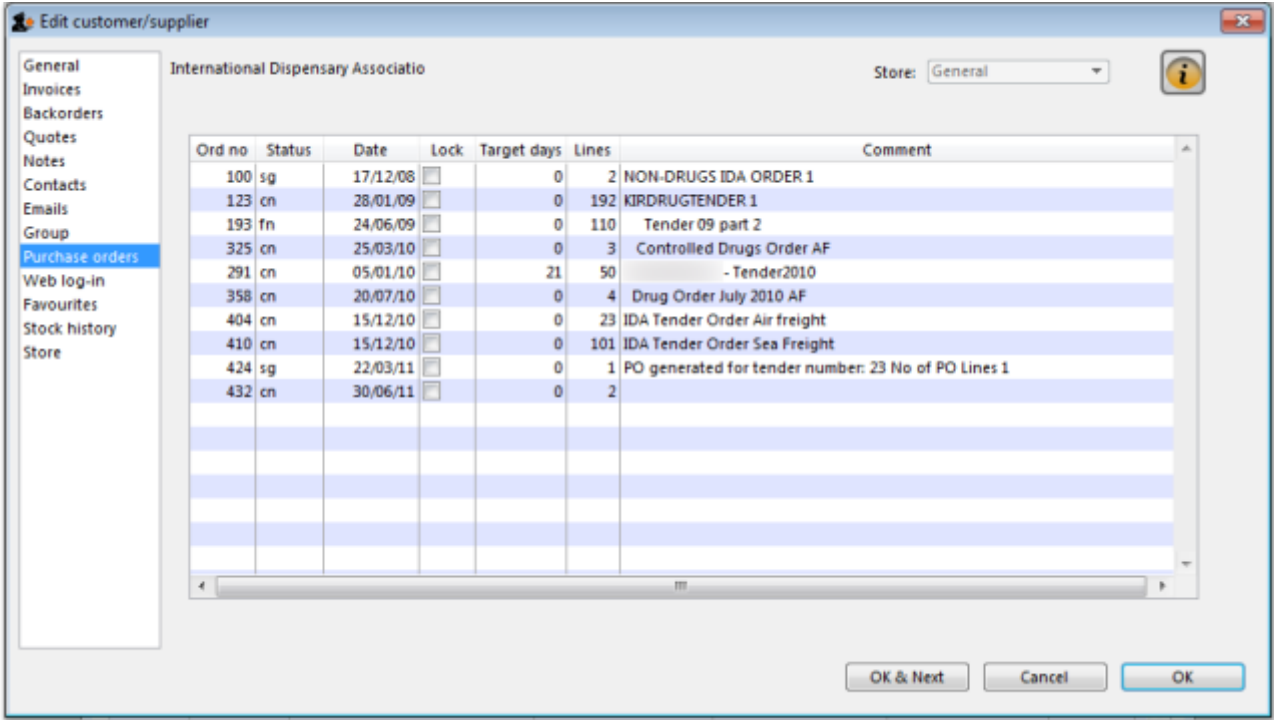 Edit customer/supplier
General
Invoices
Backorders
Quotes
Notes
Contacts
Emails
Group
Purchase orders
Web log-in
Favourites
Stock history
Store
International Dispensary Associatio
Store: General
Ord no Status Date Lock Target days Lines Comment
100 sg 17/12/08 0 2 NON-DRUGS IDA ORDER 1
123 cn 28/01/09 0 192 KIRDRUGTENDER 1
193 fn 24/06/09 0 110 Tender 09 part 2
325 cn 25/03/10 0 3 Controlled Drugs Order AF
291 cn 05/01/10 21 50 - Tender2010
358 cn 20/07/10 0 4 Drug Order July 2010 AF
404 cn 15/12/10 0 23 IDA Tender Order Air freight
410 cn 15/12/10 0 101 IDA Tender Order Sea Freight
424 sg 22/03/11 0 1 PO generated for tender number: 23 No of PO Lines 1
432 cn 30/06/11 0 2
OK & Next Cancel OK